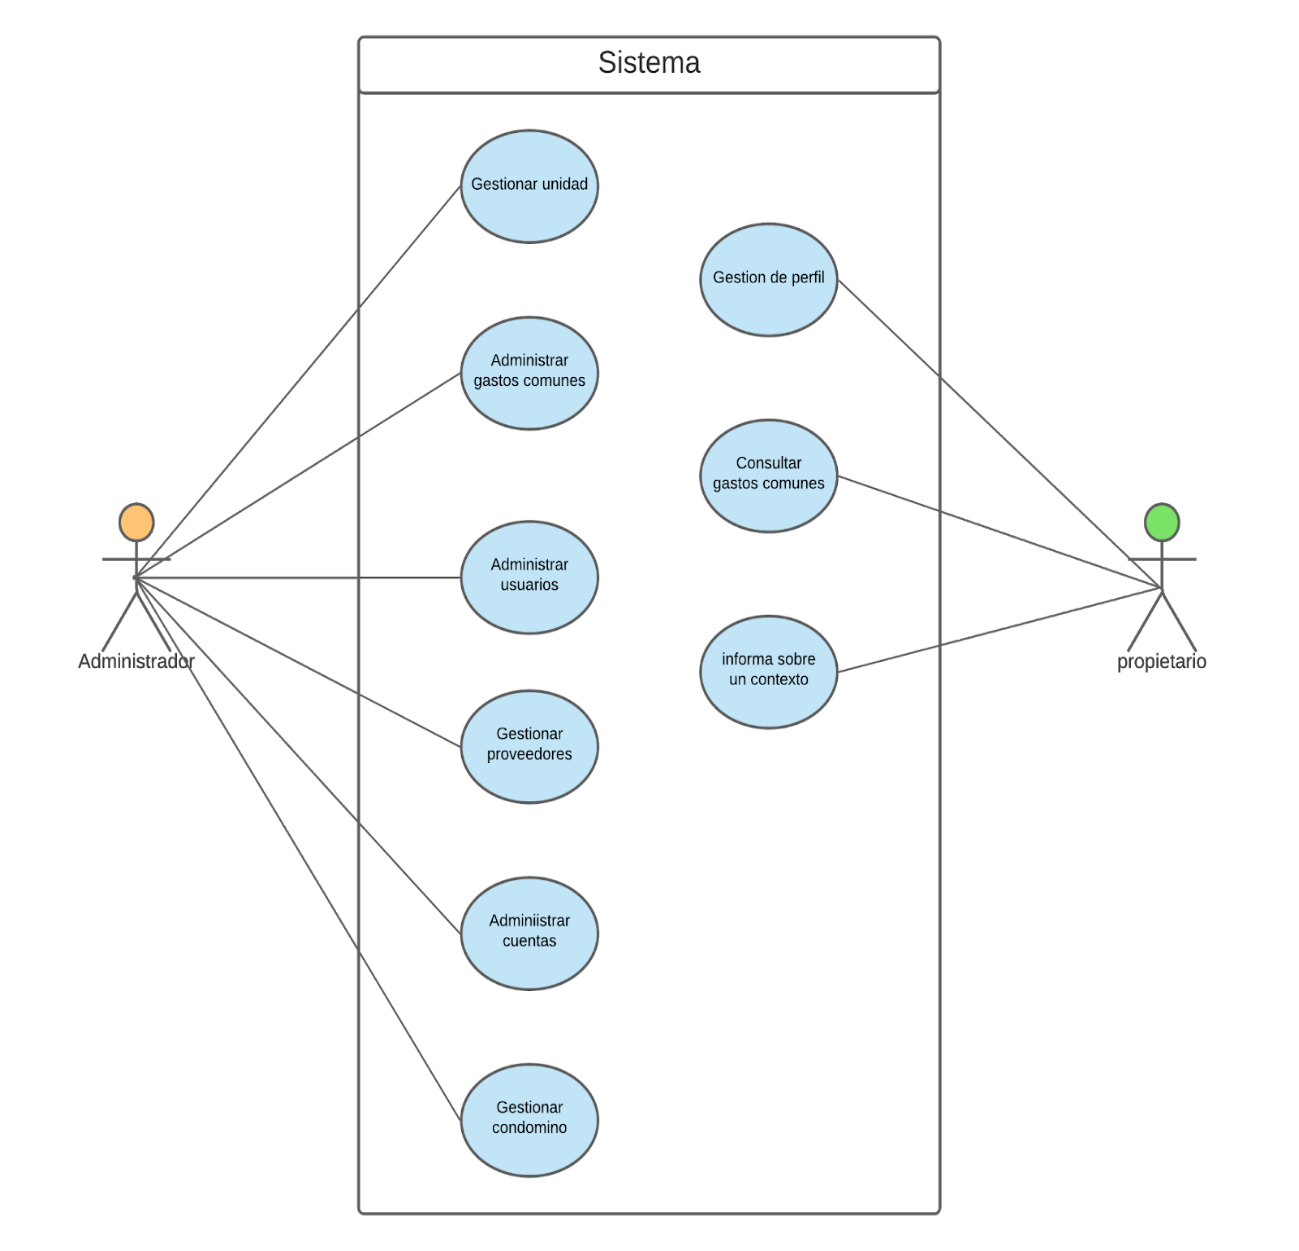 Sistema
Gestionar unidad
Administrar
gastos comunes
Administrar
usuarios
Gestionar
proveedores
Adminiistrar
cuentas
Gestionar
condomino
Gestion de perfil
Consultar
gastos comunes
informa sobre
un contexto
Administrador
propietario